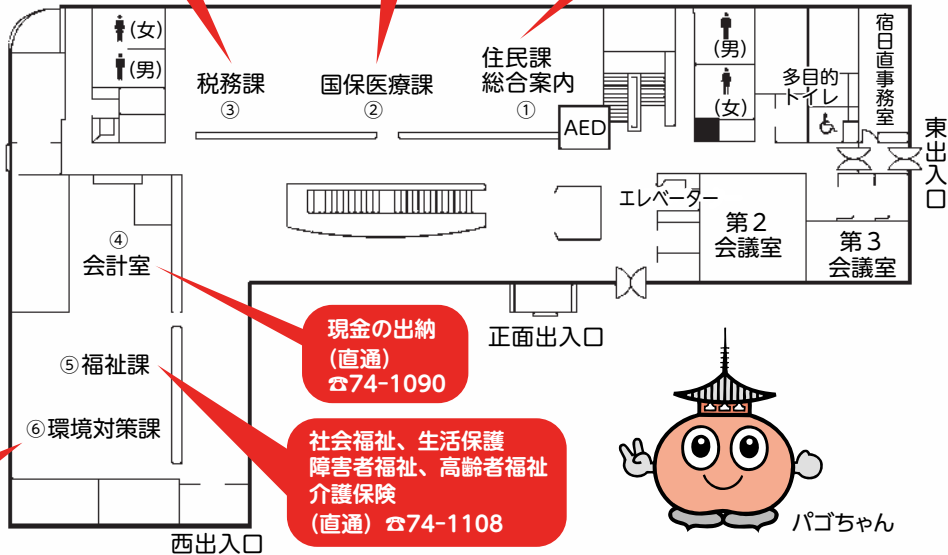 (女)
(男)
税務課
③
国保医療課
②
住民課
総合案内
①
AED
(男)
(女)
多目的
トイレ
宿日直事務室
東出入口
エレベーター
第2
会議室
第3
会議室
④
会計室
正面出入口
現金の出納
(直通)
☎74-1090
⑤福祉課
⑥環境対策課
社会福祉、生活保護
障害者福祉、高齢者福祉
介護保険
(直通) ☎74-1108
西出入口
パゴちゃん